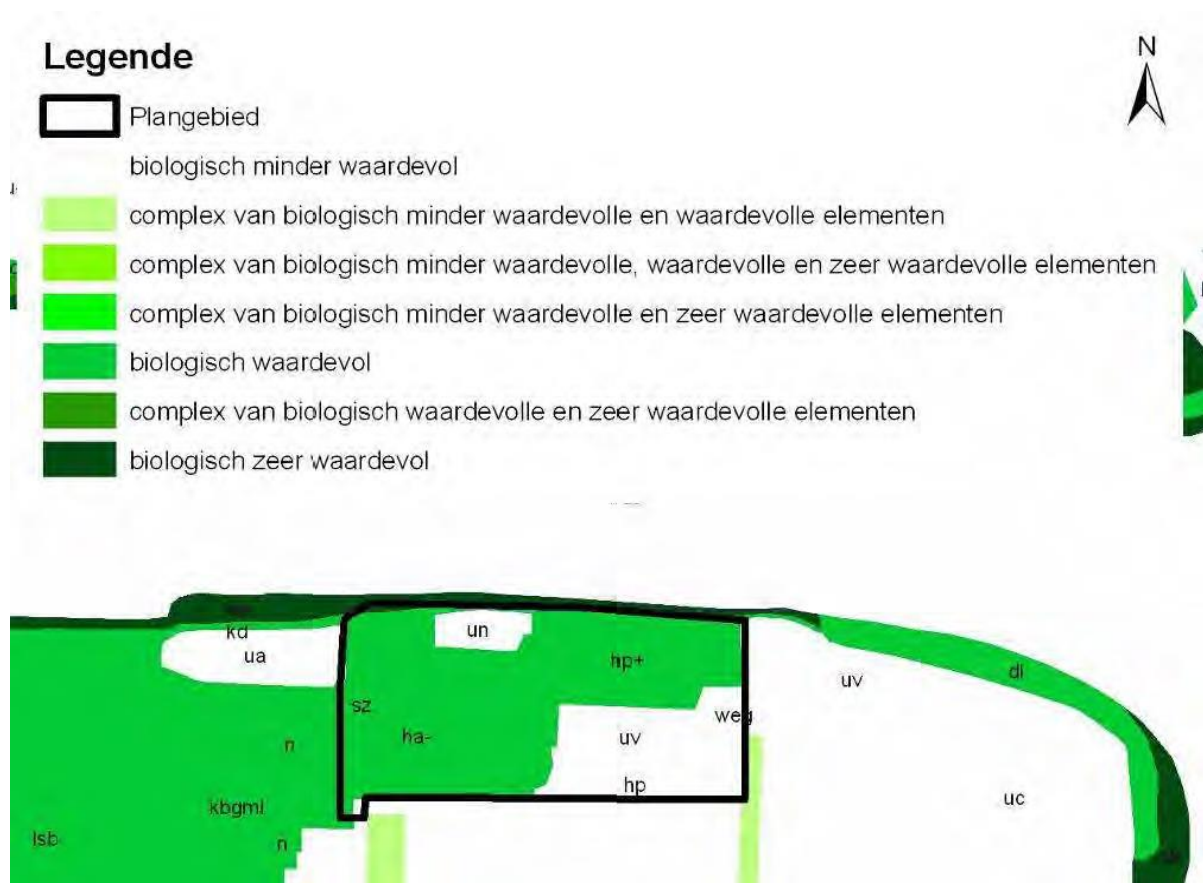 Legende
N
Plangebied
biologisch minder waardevol
complex van biologisch minder waardevolle en waardevolle elementen
complex van biologisch minder waardevolle, waardevolle en zeer waardevolle elementen
complex van biologisch minder waardevolle en zeer waardevolle elementen
biologisch waardevol
complex van biologisch waardevolle en zeer waardevolle elementen
biologisch zeer waardevol
kd
un
ua
hp+
dl
uv
sz
weg
ha-
uv
n
hp
uc
kbgml
lsb
n